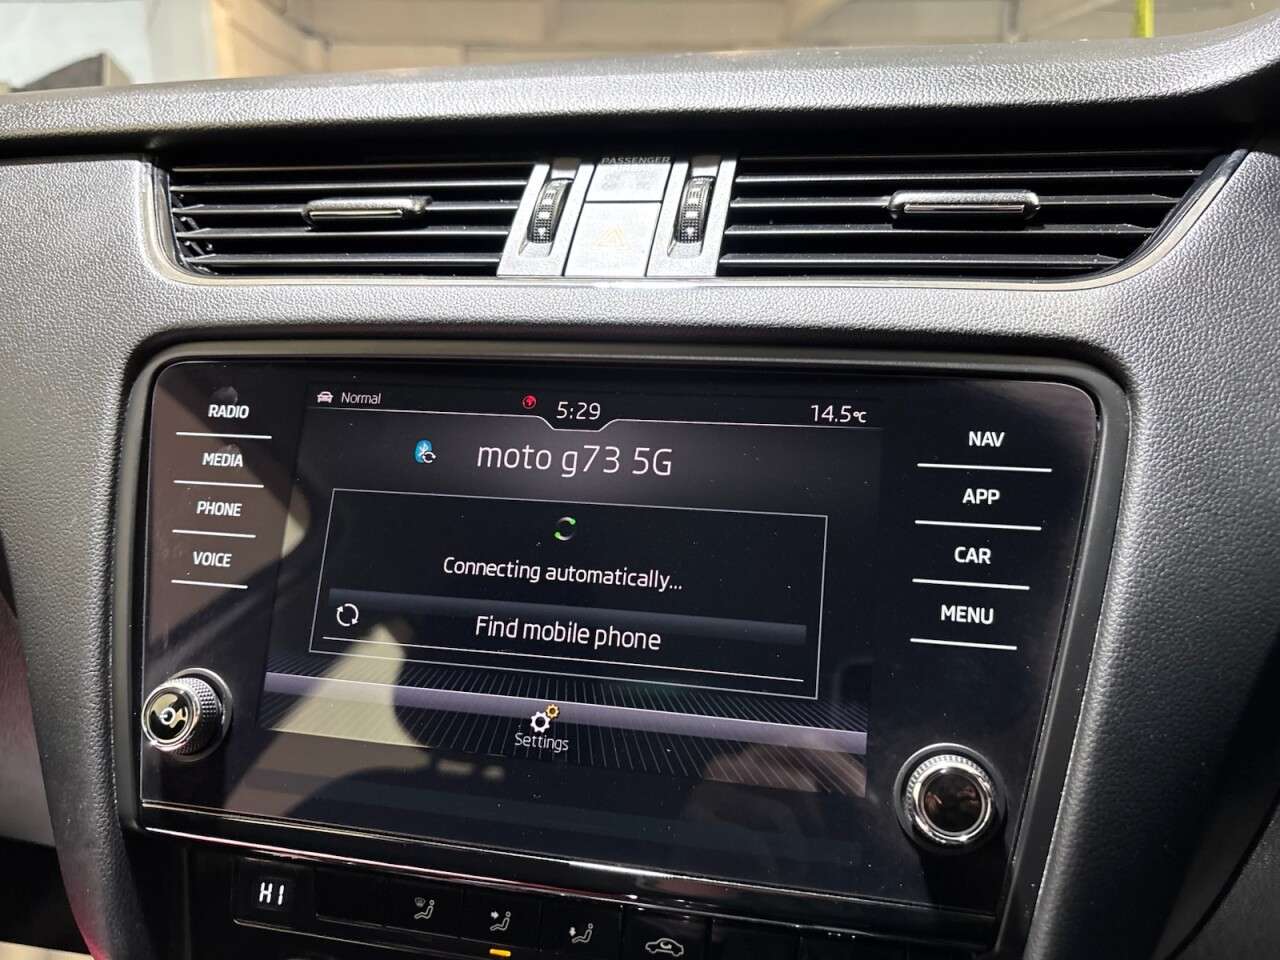 PASSENGER
RADIO
MEDIA
PHONE
VOICE
Normal
5:29
14.5°C
moto g73 5G
Connecting automatically...
Find mobile phone
Settings
NAV
APP
CAR
MENU
HI